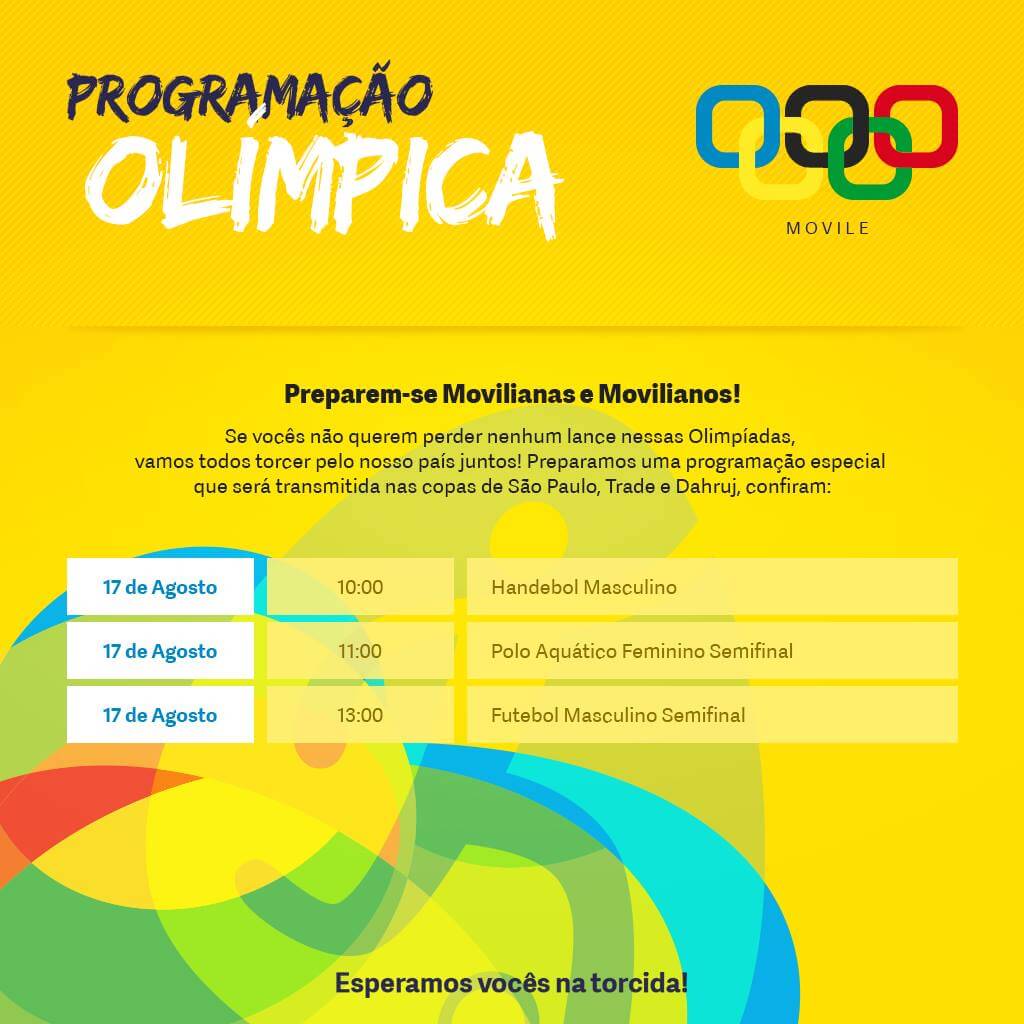 PROGRAMAÇÃO
OLÍMPICA
MOVILE
Preparem-se Movilianas e Movilianos!
Se vocês não querem perder nenhum lance nessas Olimpíadas,
vamos todos torcer pelo nosso país juntos! Preparamos uma programação especial
que será transmitida nas copas de São Paulo, Trade e Dahruj, confiram:
17 de Agosto 10:00 Handebol Masculino
17 de Agosto 11:00 Polo Aquático Feminino Semifinal
17 de Agosto 13:00 Futebol Masculino Semifinal
Esperamos vocês na torcida!